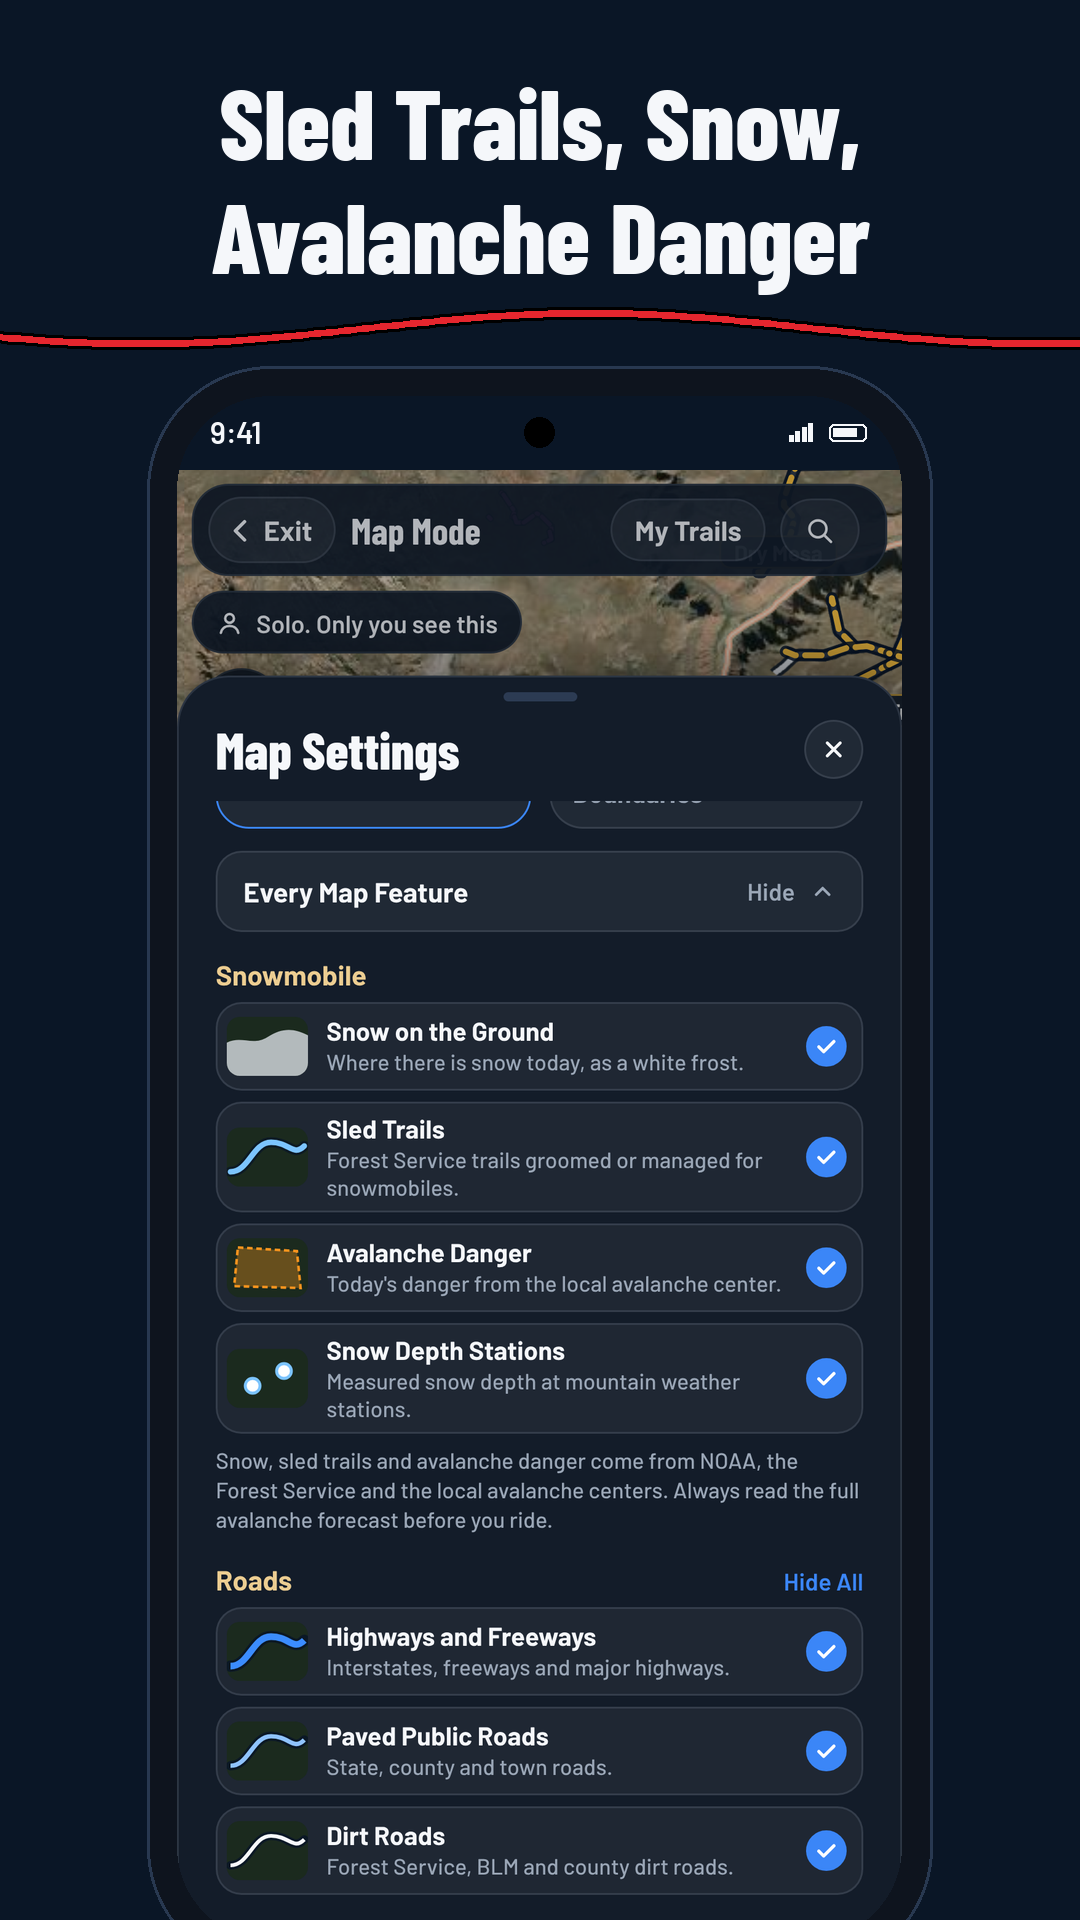 Sled Trails, Snow,
Avalanche Danger
9:41
Exit
Map Mode
My Trails
Dry Mesa
Solo. Only you see this
Map Settings
Boundaries
Every Map Feature
Hide
Snowmobile
Snow on the Ground
Where there is snow today, as a white frost.
Sled Trails
Forest Service trails groomed or managed for
snowmobiles.
Avalanche Danger
Today's danger from the local avalanche center.
Snow Depth Stations
Measured snow depth at mountain weather
stations.
Snow, sled trails and avalanche danger come from NOAA, the
Forest Service and the local avalanche centers. Always read the full
avalanche forecast before you ride.
Roads
Hide All
Highways and Freeways
Interstates, freeways and major highways.
Paved Public Roads
State, county and town roads.
Dirt Roads
Forest Service, BLM and county dirt roads.